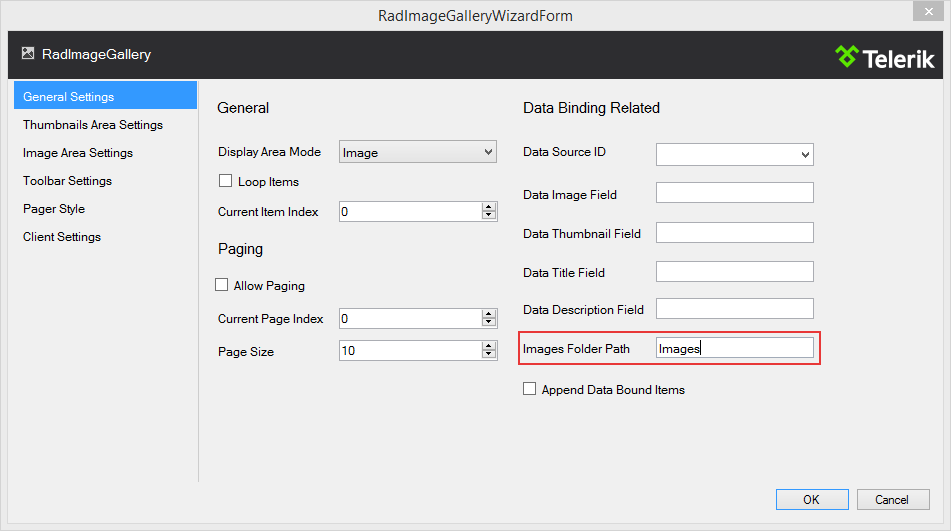 RadImageGalleryWizardForm
RadImageGallery
Telerik
General Settings
Thumbnails Area Settings
Image Area Settings
Toolbar Settings
Pager Style
Client Settings
General
Display Area Mode Image
Loop Items
Current Item Index 0
Paging
Allow Paging
Current Page Index 0
Page Size 10
Data Binding Related
Data Source ID
Data Image Field
Data Thumbnail Field
Data Title Field
Data Description Field
Images Folder Path Images
Append Data Bound Items
OK Cancel